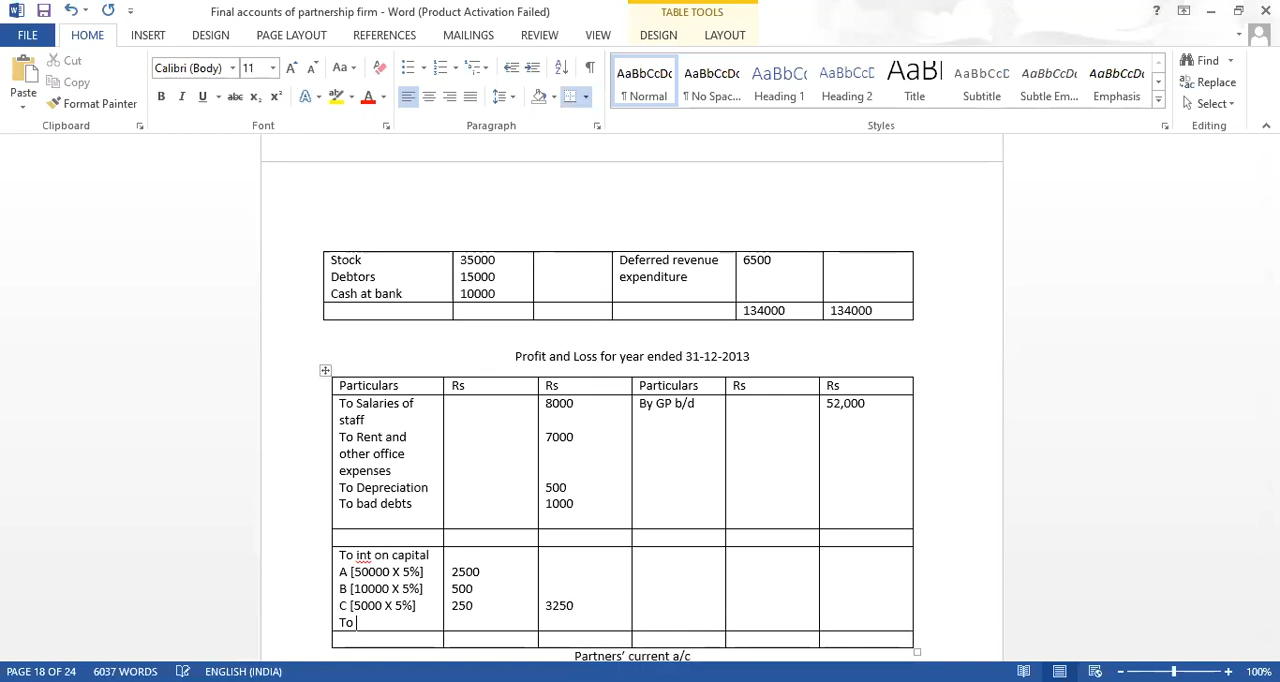 Final accounts of partnership firm - Word (Product Activation Failed)
TABLE TOOLS
FILE HOME INSERT DESIGN PAGE LAYOUT REFERENCES MAILINGS REVIEW VIEW DESIGN LAYOUT
Paste
Cut
Copy
Format Painter
Clipboard
Calibri (Body) 11
Font
Paragraph
AaBbCcDc AaBbCcDc AaBbCc AaBbCcD AaBl AaBbCcD AaBbCcDc AaBbCcDc
¶ Normal ¶ No Spac... Heading 1 Heading 2 Title Subtitle Subtle Em... Emphasis
Styles
Find
Replace
Select
Editing
Stock 35000 Deferred revenue 6500
Debtors 15000 expenditure
Cash at bank 10000
134000 134000
Profit and Loss for year ended 31-12-2013
Particulars Rs Rs Particulars Rs Rs
To Salaries of 8000 By GP b/d 52,000
staff
To Rent and 7000
other office
expenses
To Depreciation 500
To bad debts 1000
To int on capital
A [50000 X 5%] 2500
B [10000 X 5%] 500
C [5000 X 5%] 250 3250
To
Partners’ current a/c
PAGE 18 OF 24 6037 WORDS ENGLISH (INDIA) 100%